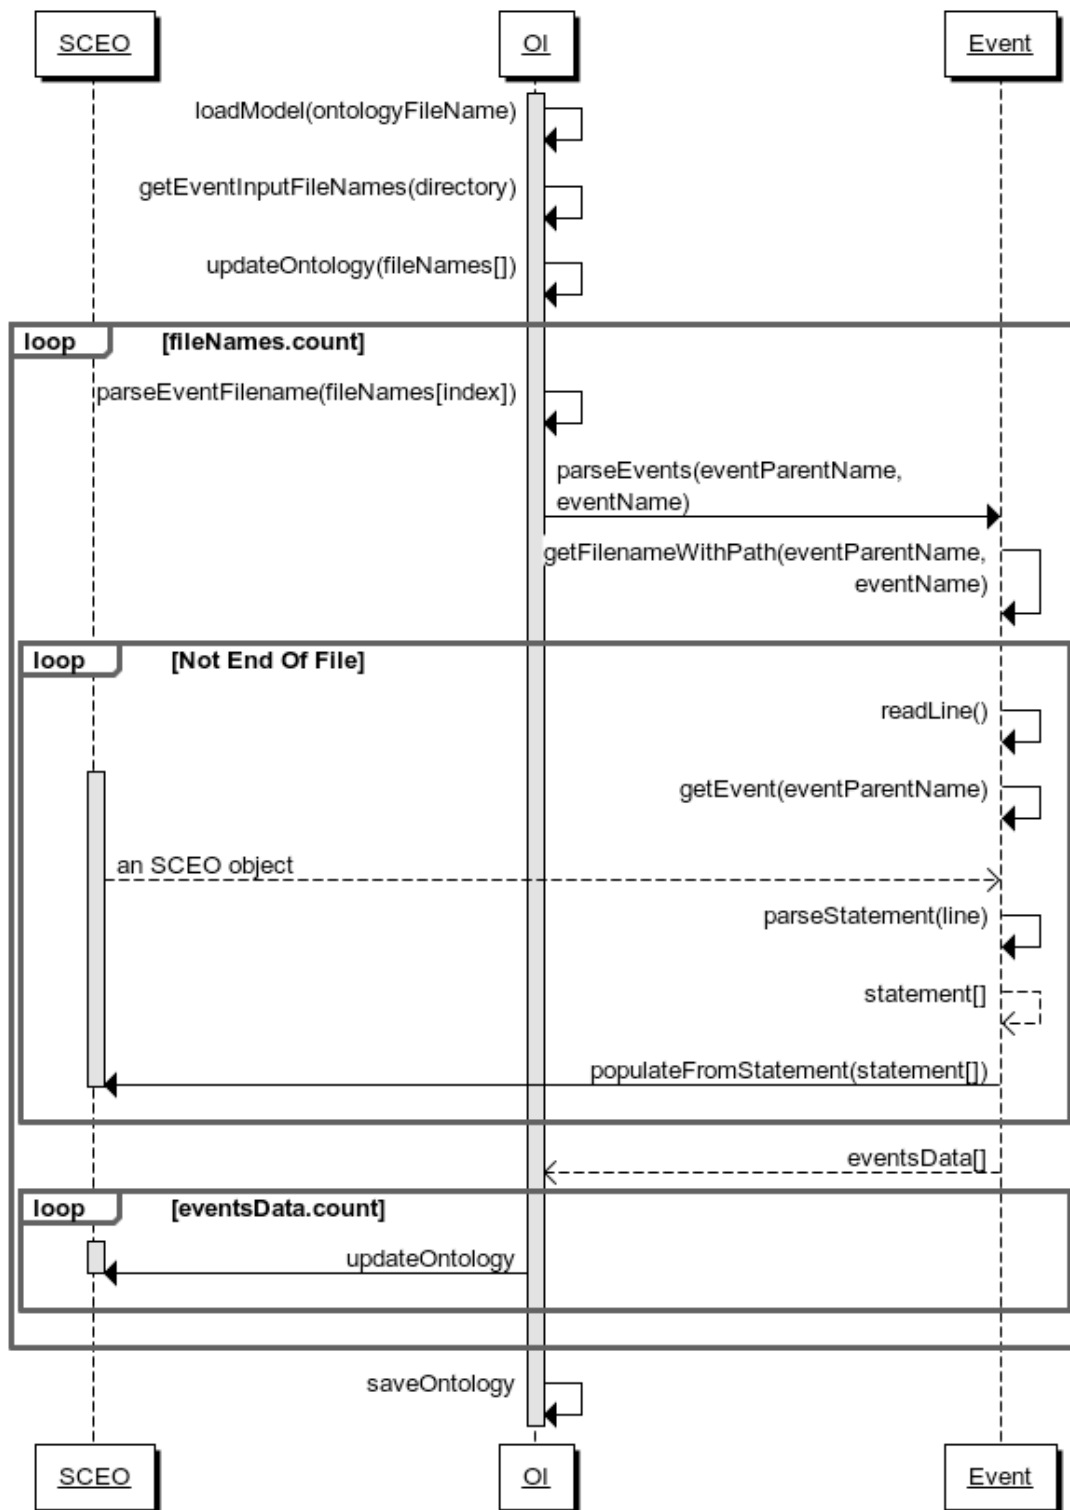 SCEO
OI
Event
loadModel(ontologyFileName)
getEventInputFileNames(directory)
updateOntology(fileNames[])
loop
[fileNames.count]
parseEventFilename(fileNames[index])
parseEvents(eventParentName,
eventName)
getFilenameWithPath(eventParentName,
eventName)
loop
[Not End Of File]
readLine()
getEvent(eventParentName)
an SCEO object
parseStatement(line)
statement[]
populateFromStatement(statement[])
eventsData[]
loop
[eventsData.count]
updateOntology
saveOntology
SCEO
OI
Event